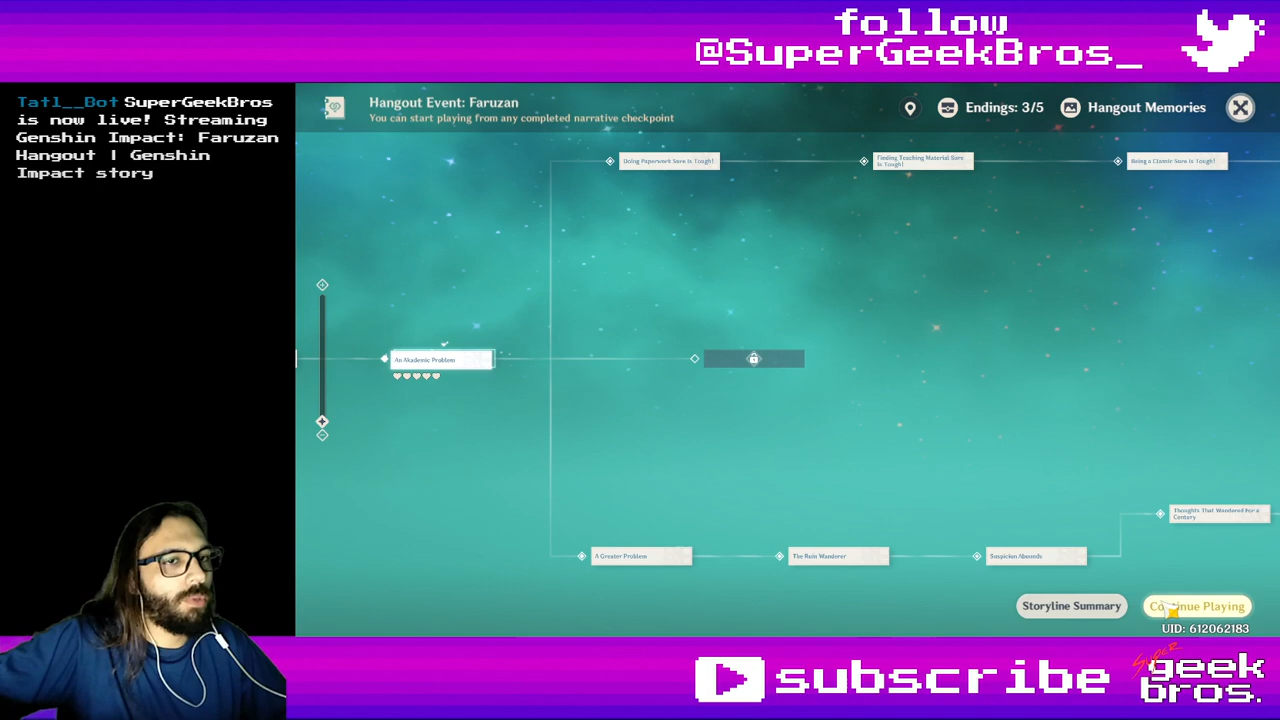 follow
@SuperGeekBros_
Tatl__Bot SuperGeekBros
is now live! Streaming
Genshin Impact: Faruzan
Hangout | Genshin
Impact story
Hangout Event: Faruzan
You can start playing from any completed narrative checkpoint
Endings: 3/5
Hangout Memories
Doing Paperwork Sure Is Tough!
Finding Teaching Material Sure
Is Tough!
Being a Classic Sure Is Tough!
An Akademic Problem
Thoughts That Wandered For a
Century
A Greater Problem
The Ruin Wanderer
Suspicion Abounds
Storyline Summary
Continue Playing
UID: 612062183
subscribe
SUPER
geek
bros.